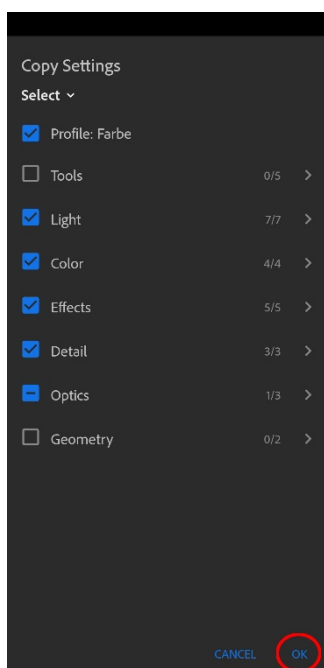 Copy Settings
Select
Profile: Farbe
Tools 0/5
Light 7/7
Color 4/4
Effects 5/5
Detail 3/3
Optics 1/3
Geometry 0/2
CANCEL OK